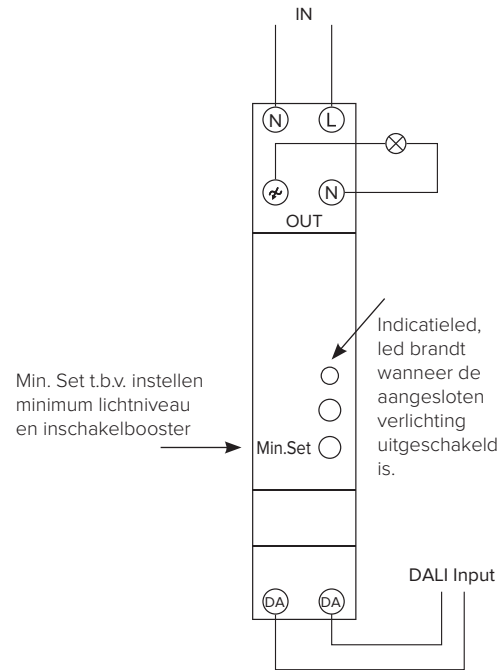 IN
N L
N
OUT
Indicatieled,
led brandt
wanneer de
aangesloten
verlichting
uitgeschakeld
is.
Min. Set t.b.v. instellen
minimum lichtniveau
en inschakelbooster
Min.Set
DALI Input
DA DA